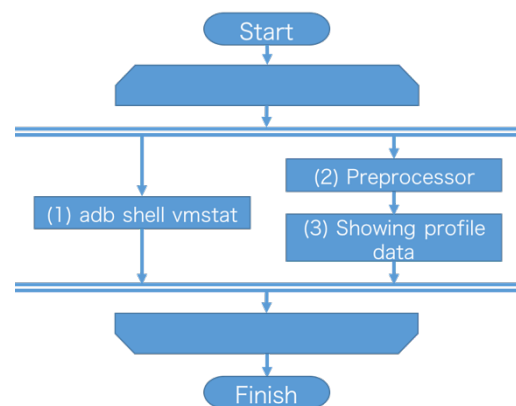 Start
(1) adb shell vmstat
(2) Preprocessor
(3) Showing profile
data
Finish